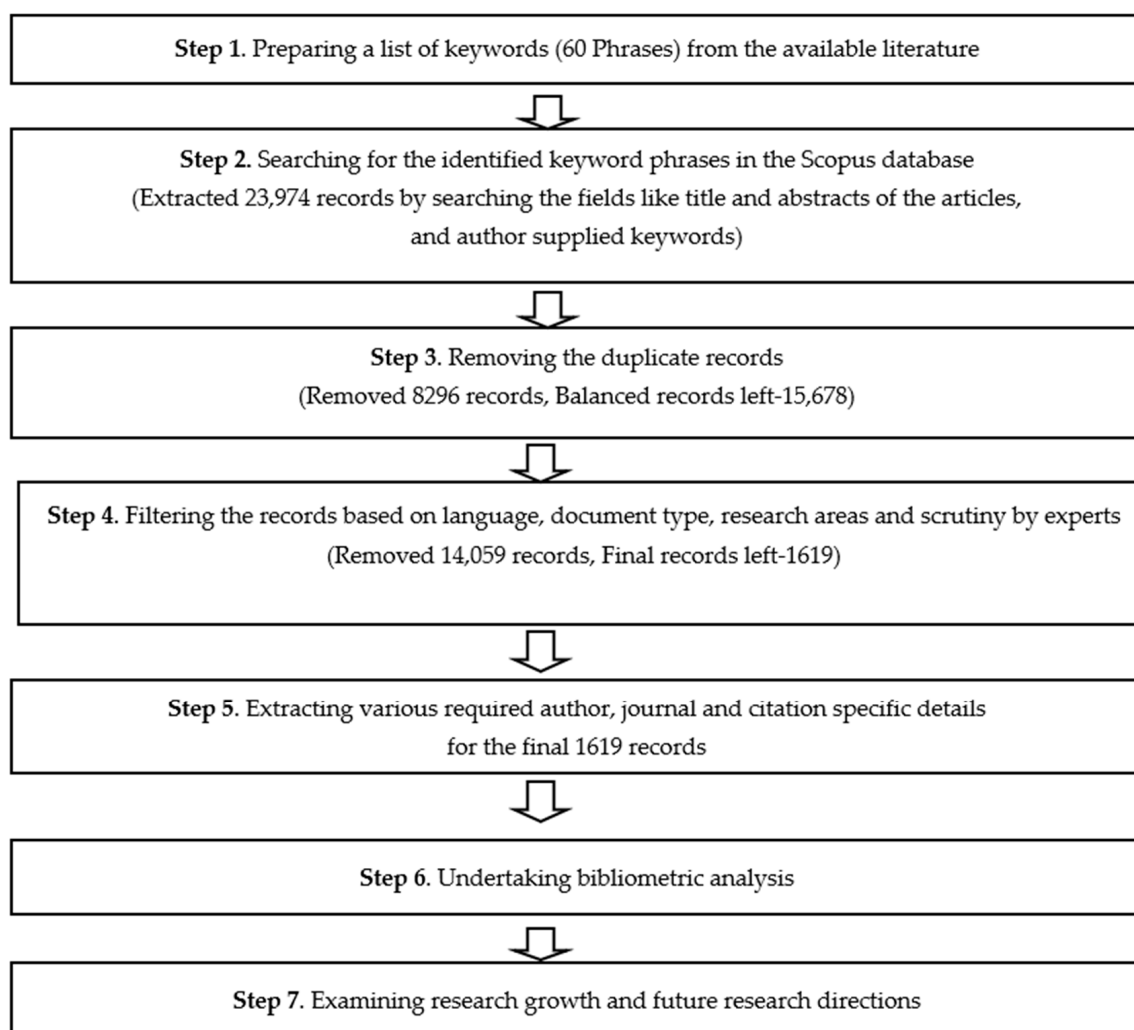 Step 1. Preparing a list of keywords (60 Phrases) from the available literature
Step 2. Searching for the identified keyword phrases in the Scopus database
(Extracted 23,974 records by searching the fields like title and abstracts of the articles,
and author supplied keywords)
Step 3. Removing the duplicate records
(Removed 8296 records, Balanced records left-15,678)
Step 4. Filtering the records based on language, document type, research areas and scrutiny by experts
(Removed 14,059 records, Final records left-1619)
Step 5. Extracting various required author, journal and citation specific details
for the final 1619 records
Step 6. Undertaking bibliometric analysis
Step 7. Examining research growth and future research directions